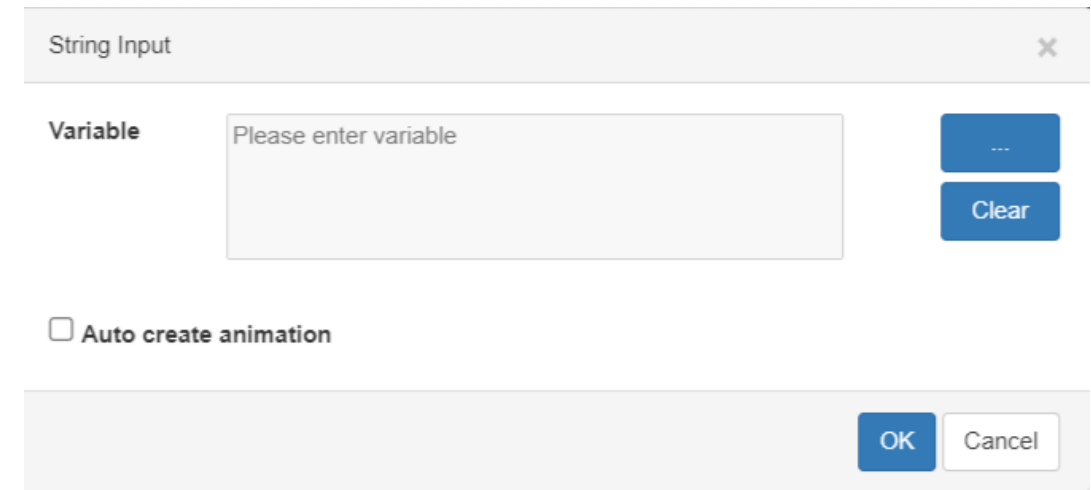 String Input
×
Variable
Please enter variable
...
Clear
Auto create animation
OK
Cancel